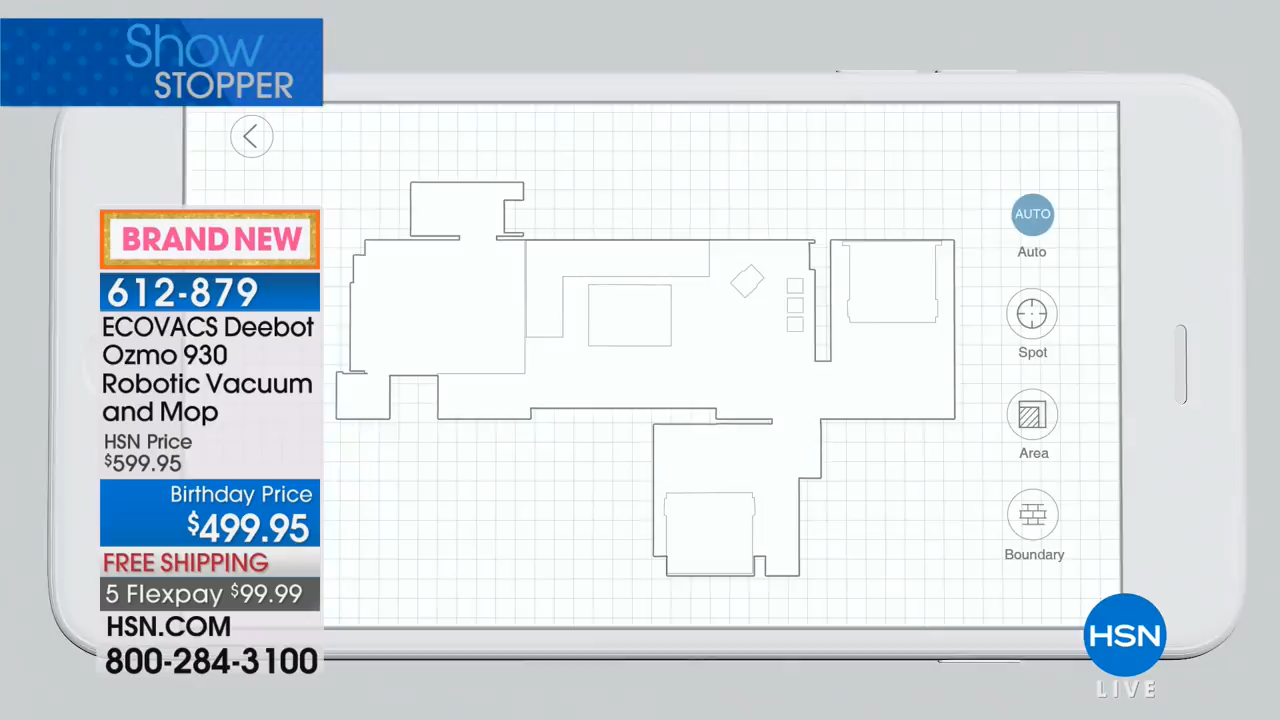 Show
STOPPER
BRAND NEW
612-879
ECOVACS Deebot
Ozmo 930
Robotic Vacuum
and Mop
HSN Price
$599.95
Birthday Price
$499.95
FREE SHIPPING
5 Flexpay $99.99
HSN.COM
800-284-3100
AUTO
Auto
Spot
Area
Boundary
HSN
LIVE